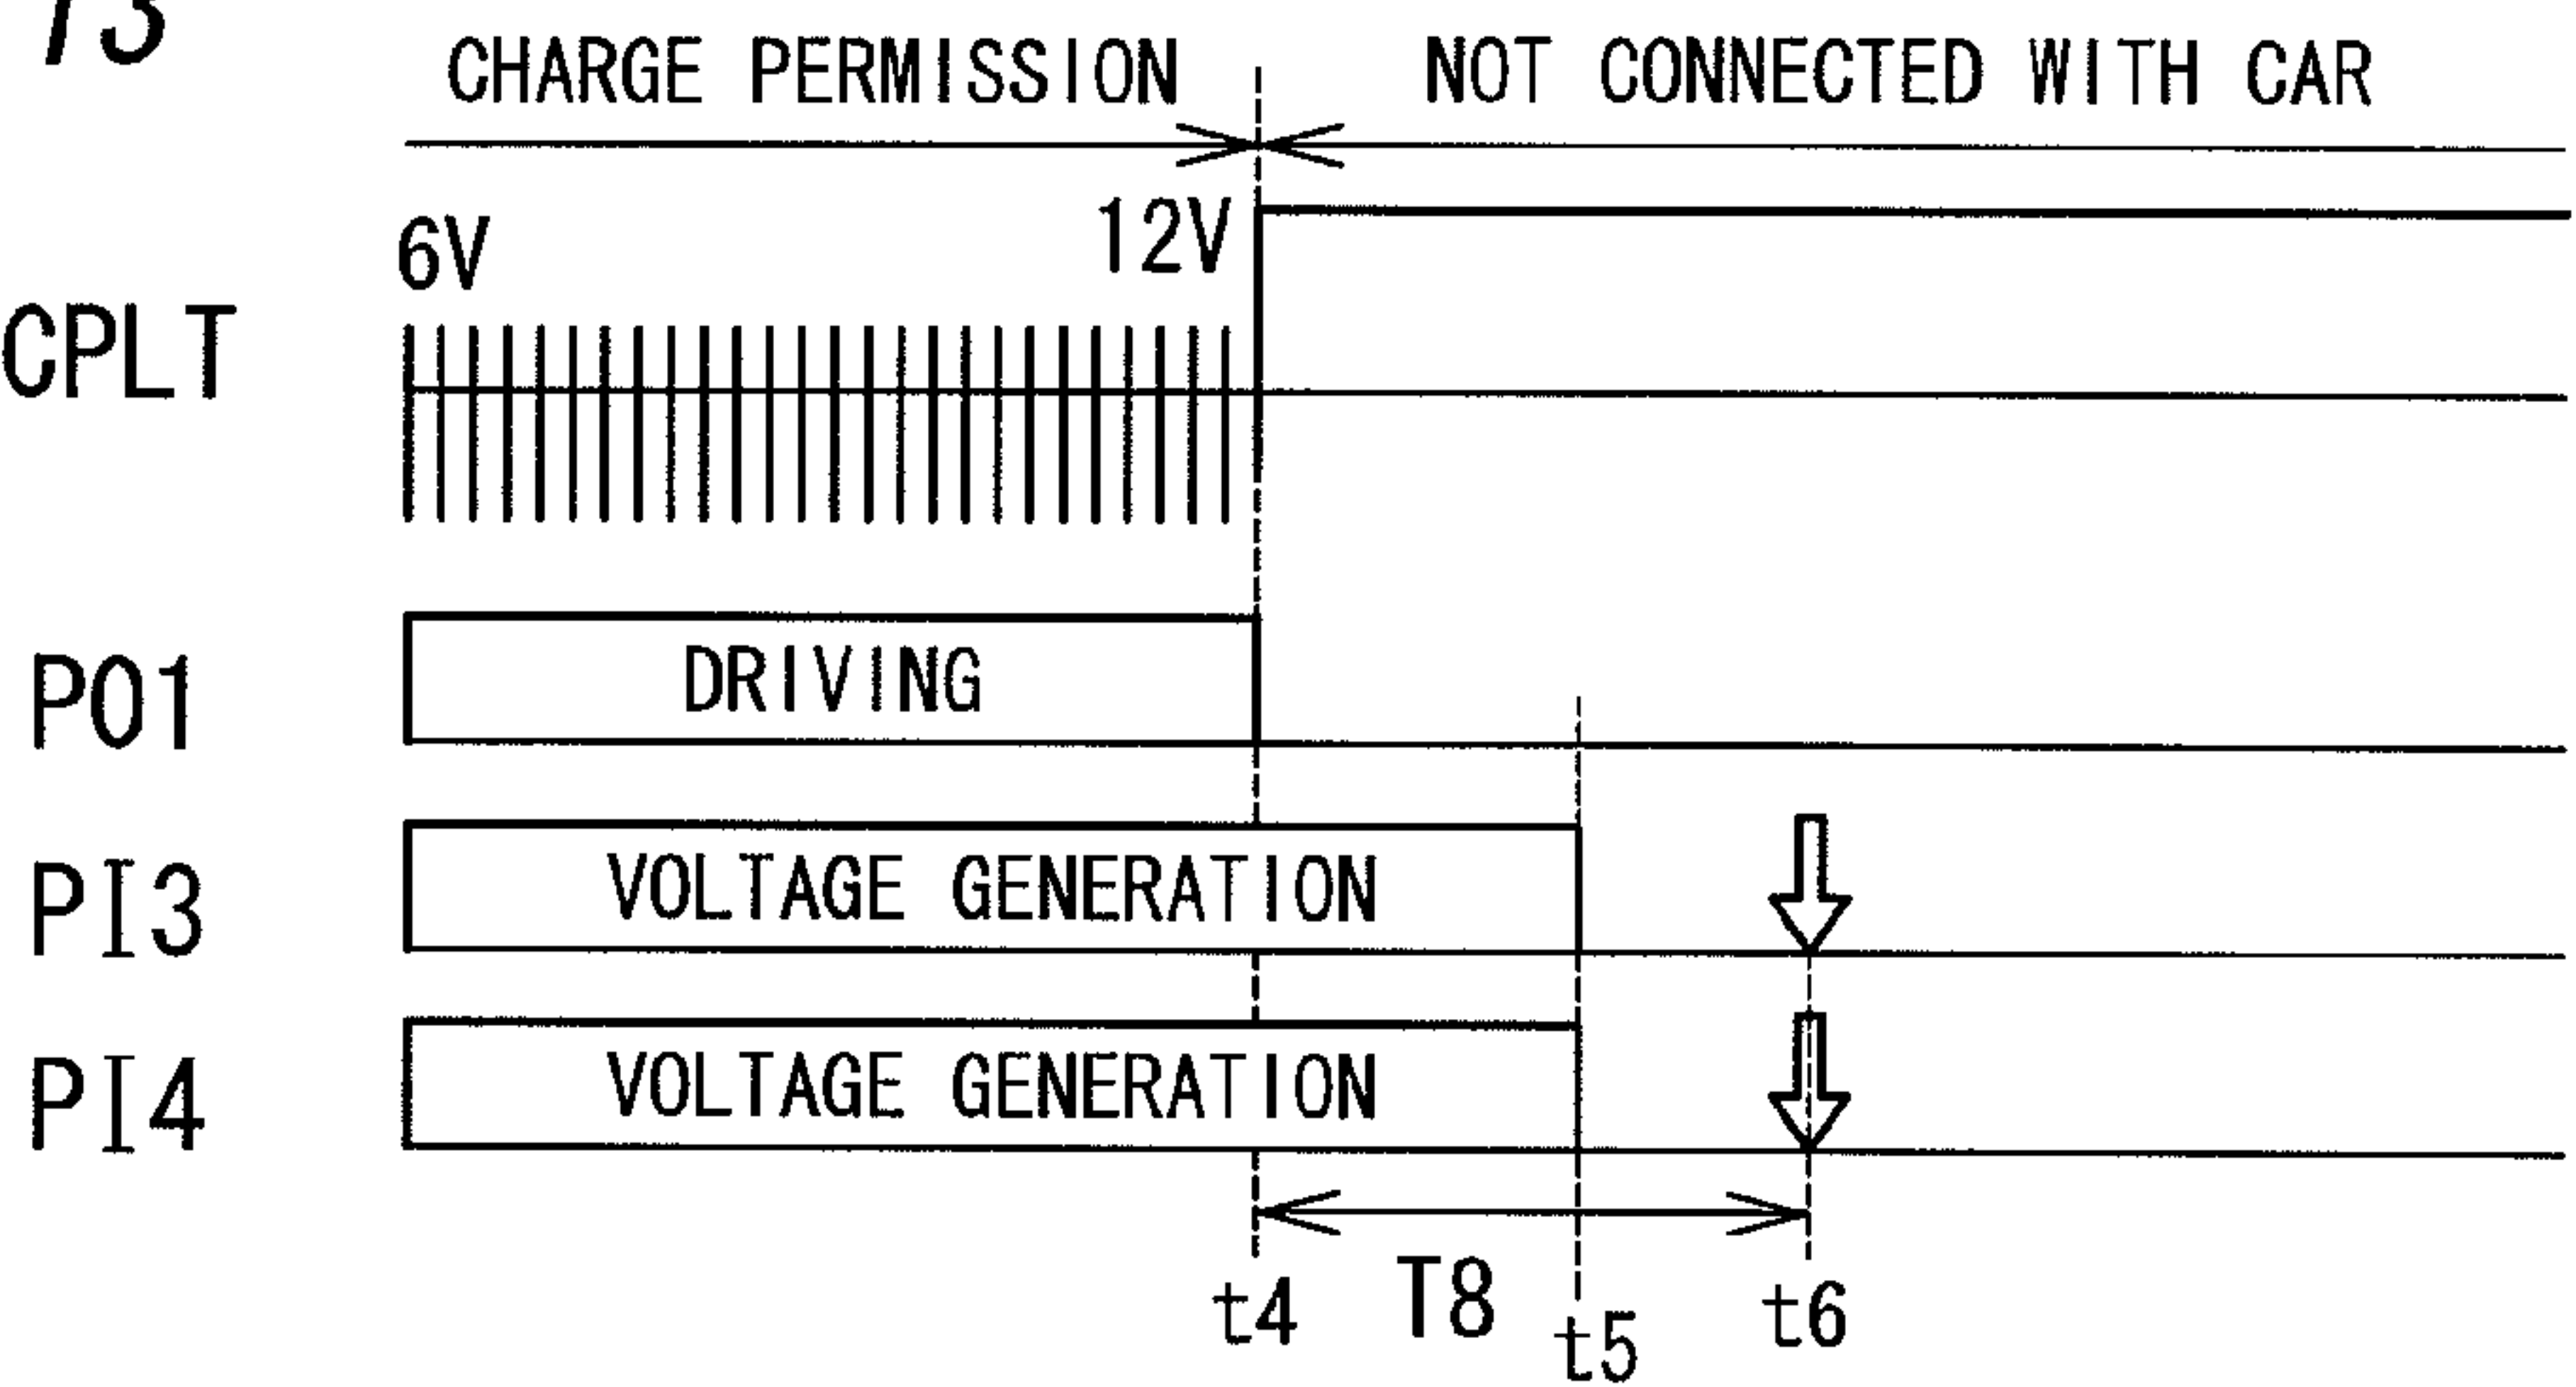 13
CHARGE PERMISSION NOT CONNECTED WITH CAR
6V 12V
CPLT
PO1 DRIVING
PI3 VOLTAGE GENERATION
PI4 VOLTAGE GENERATION
t4 T8 t5 t6